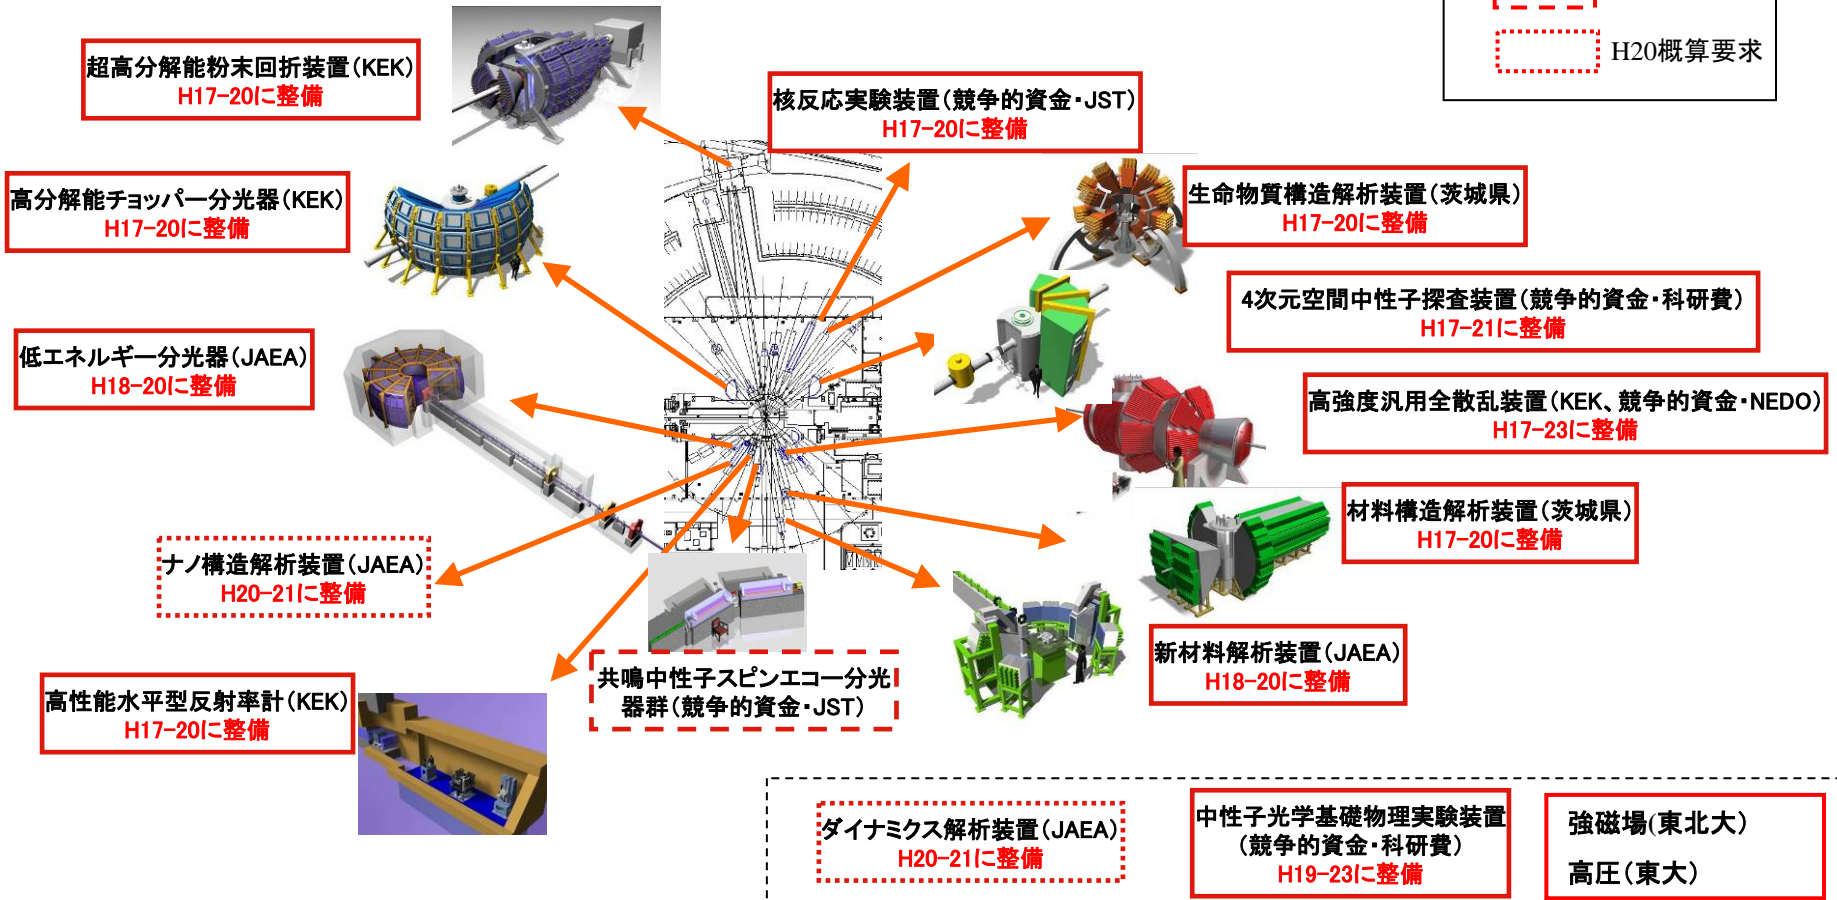 H20概算要求
超高分解能粉末回折装置(KEK)
H17-20に整備
核反応実験装置(競争的資金・JST)
H17-20に整備
高分解能チョッパー分光器(KEK)
H17-20に整備
生命物質構造解析装置(茨城県)
H17-20に整備
4次元空間中性子探査装置(競争的資金・科研費)
H17-21に整備
低エネルギー分光器(JAEA)
H18-20に整備
高強度汎用全散乱装置(KEK、競争的資金・NEDO)
H17-23に整備
材料構造解析装置(茨城県)
H17-20に整備
ナノ構造解析装置(JAEA)
H20-21に整備
新材料解析装置(JAEA)
H18-20に整備
共鳴中性子スピンエコー分光
器群(競争的資金・JST)
高性能水平型反射率計(KEK)
H17-20に整備
ダイナミクス解析装置(JAEA)
H20-21に整備
中性子光学基礎物理実験装置
(競争的資金・科研費)
H19-23に整備
強磁場(東北大)
高圧(東大)